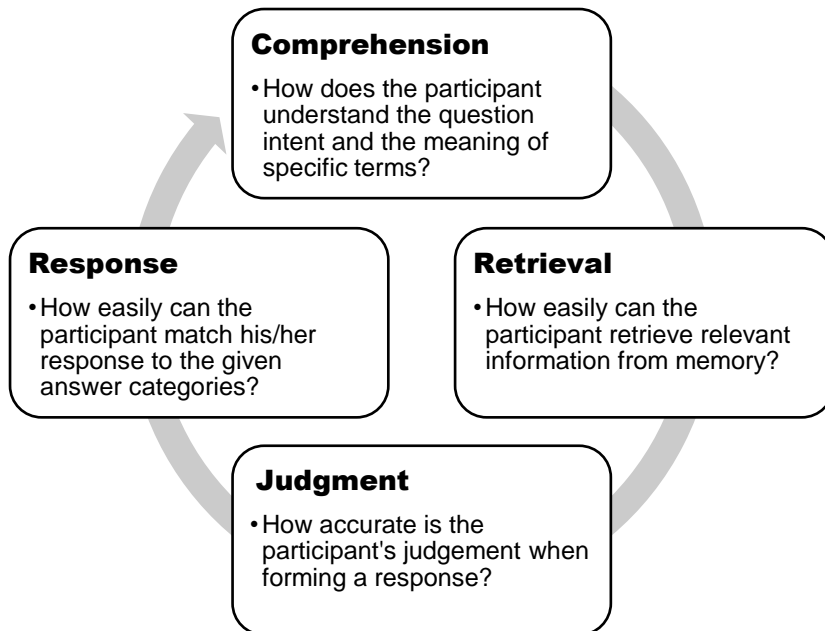 Comprehension
•How does the participant
understand the question
intent and the meaning of
specific terms?
Retrieval
•How easily can the
participant retrieve relevant
information from memory?
Judgment
•How accurate is the
participant's judgement when
forming a response?
Response
•How easily can the
participant match his/her
response to the given
answer categories?